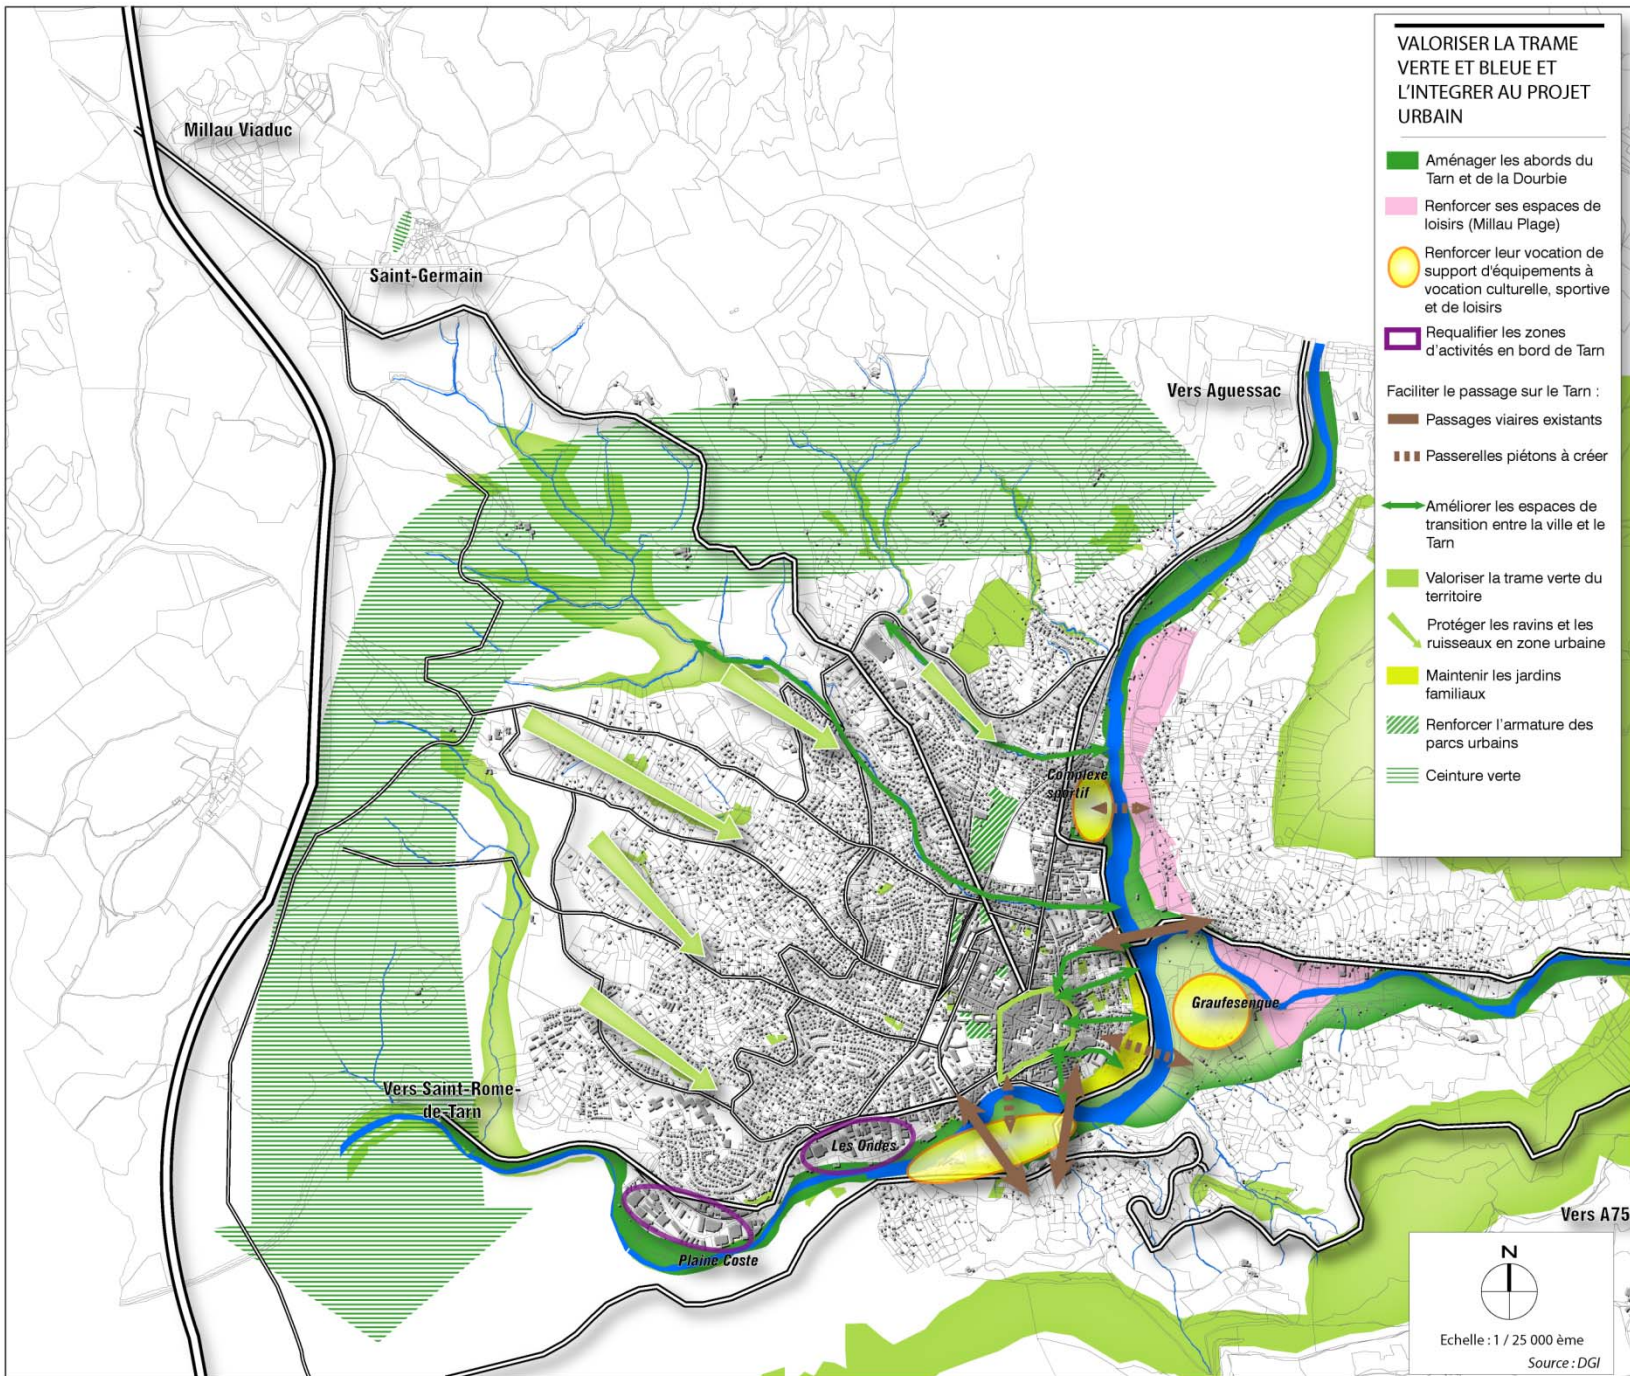 VALORISER LA TRAME
VERTE ET BLEUE ET
L'INTEGRER AU PROJET
URBAIN
Aménager les abords du
Tarn et de la Dourbie
Renforcer ses espaces de
loisirs (Millau Plage)
Renforcer leur vocation de
support d'équipements à
vocation culturelle, sportive
et de loisirs
Requalifier les zones
d'activités en bord de Tarn
Faciliter le passage sur le Tarn :
Passages viaires existants
Passerelles piétons à créer
Améliorer les espaces de
transition entre la ville et le
Tarn
Valoriser la trame verte du
territoire
Protéger les ravins et les
ruisseaux en zone urbaine
Maintenir les jardins
familiaux
Renforcer l'armature des
parcs urbains
Ceinture verte
Millau Viaduc
Saint-Germain
Vers Aguessac
Complexe
sportif
Graufesengue
Vers Saint-Rome-
de-Tarn
Les Ondes
Plaine Coste
Vers A75
N
Echelle : 1 / 25 000 ème
Source : DGI